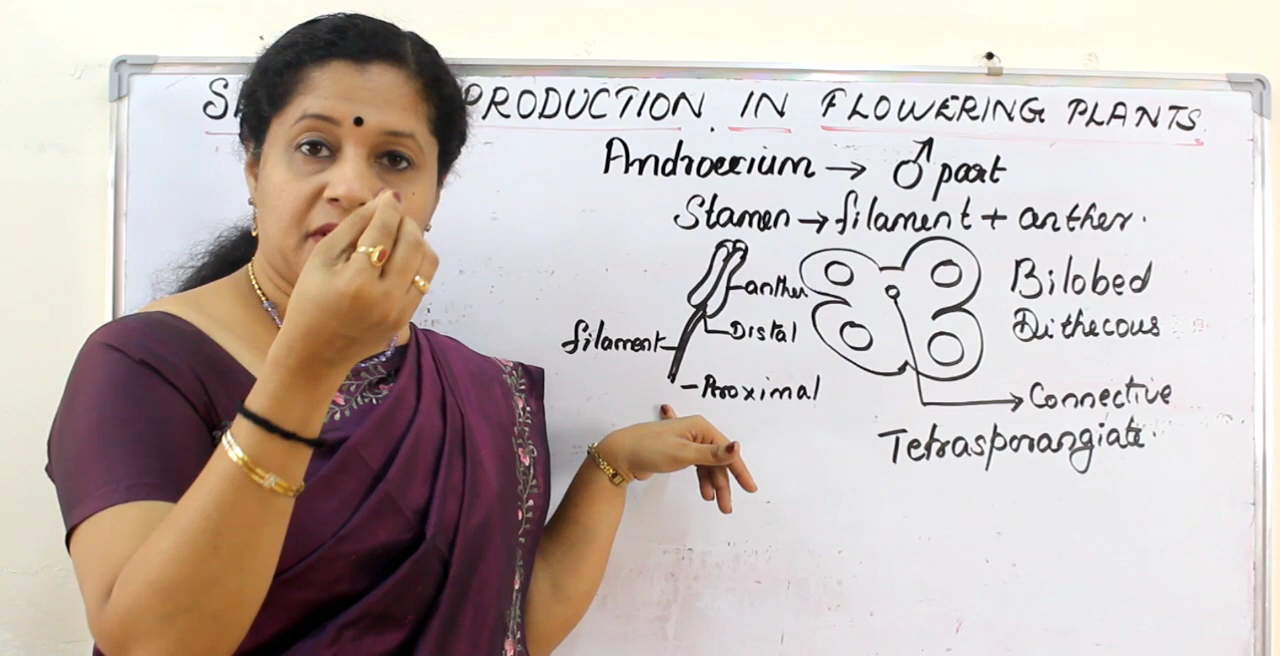 PRODUCTION IN FLOWERING PLANTS
Androecium → ♂ part
Stamen → filament + anther.
anther
Distal
filament
Proximal
Bilobed
Dithecous
Connective
Tetrasporangiate.